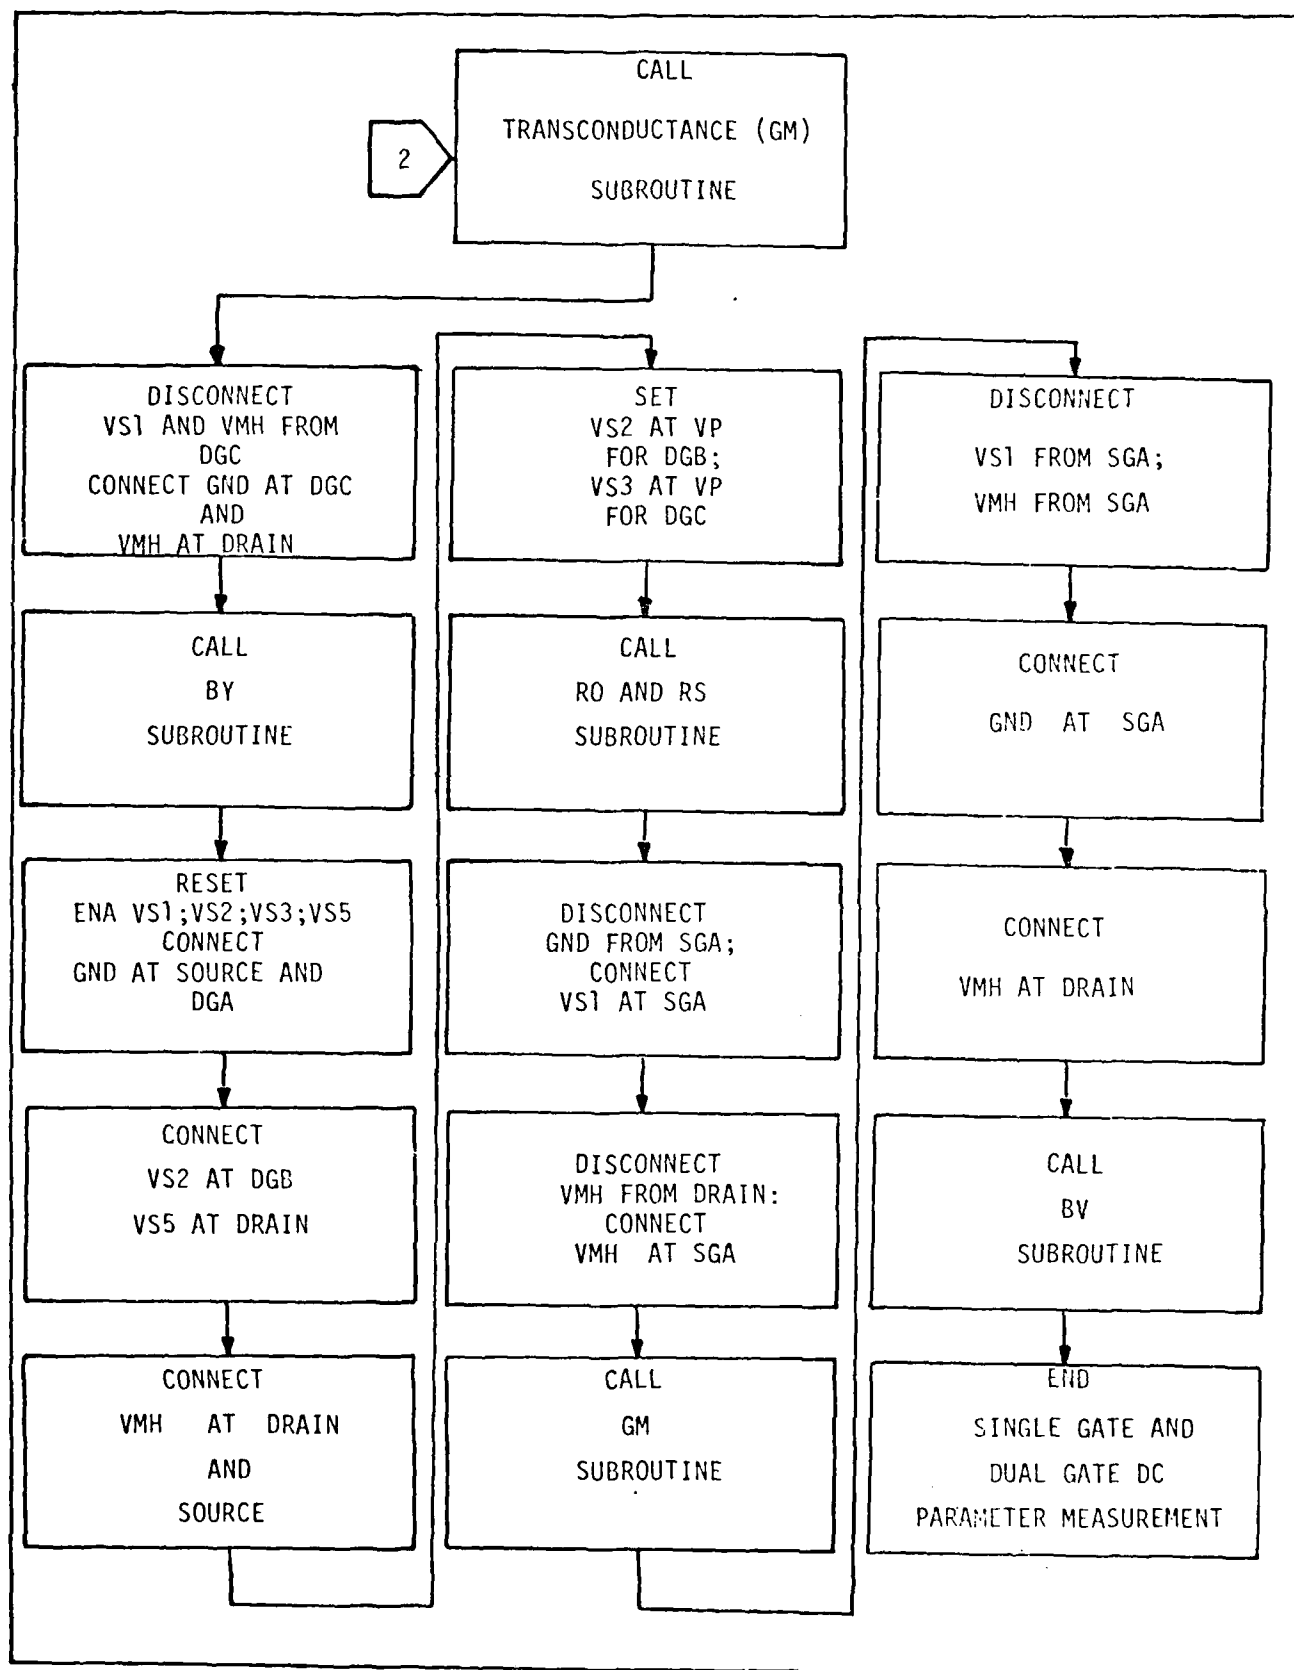 CALL
TRANSCONDUCTANCE (GM)
SUBROUTINE
2
DISCONNECT
VS1 AND VMH FROM
DGC
CONNECT GND AT DGC
AND
VMH AT DRAIN
CALL
BY
SUBROUTINE
RESET
ENA VS1;VS2;VS3;VS5
CONNECT
GND AT SOURCE AND
DGA
CONNECT
VS2 AT DGB
VS5 AT DRAIN
CONNECT
VMH AT DRAIN
AND
SOURCE
SET
VS2 AT VP
FOR DGB;
VS3 AT VP
FOR DGC
CALL
RO AND RS
SUBROUTINE
DISCONNECT
GND FROM SGA;
CONNECT
VS1 AT SGA
DISCONNECT
VMH FROM DRAIN:
CONNECT
VMH AT SGA
CALL
GM
SUBROUTINE
DISCONNECT
VS1 FROM SGA;
VMH FROM SGA
CONNECT
GND AT SGA
CONNECT
VMH AT DRAIN
CALL
BV
SUBROUTINE
END
SINGLE GATE AND
DUAL GATE DC
PARAMETER MEASUREMENT